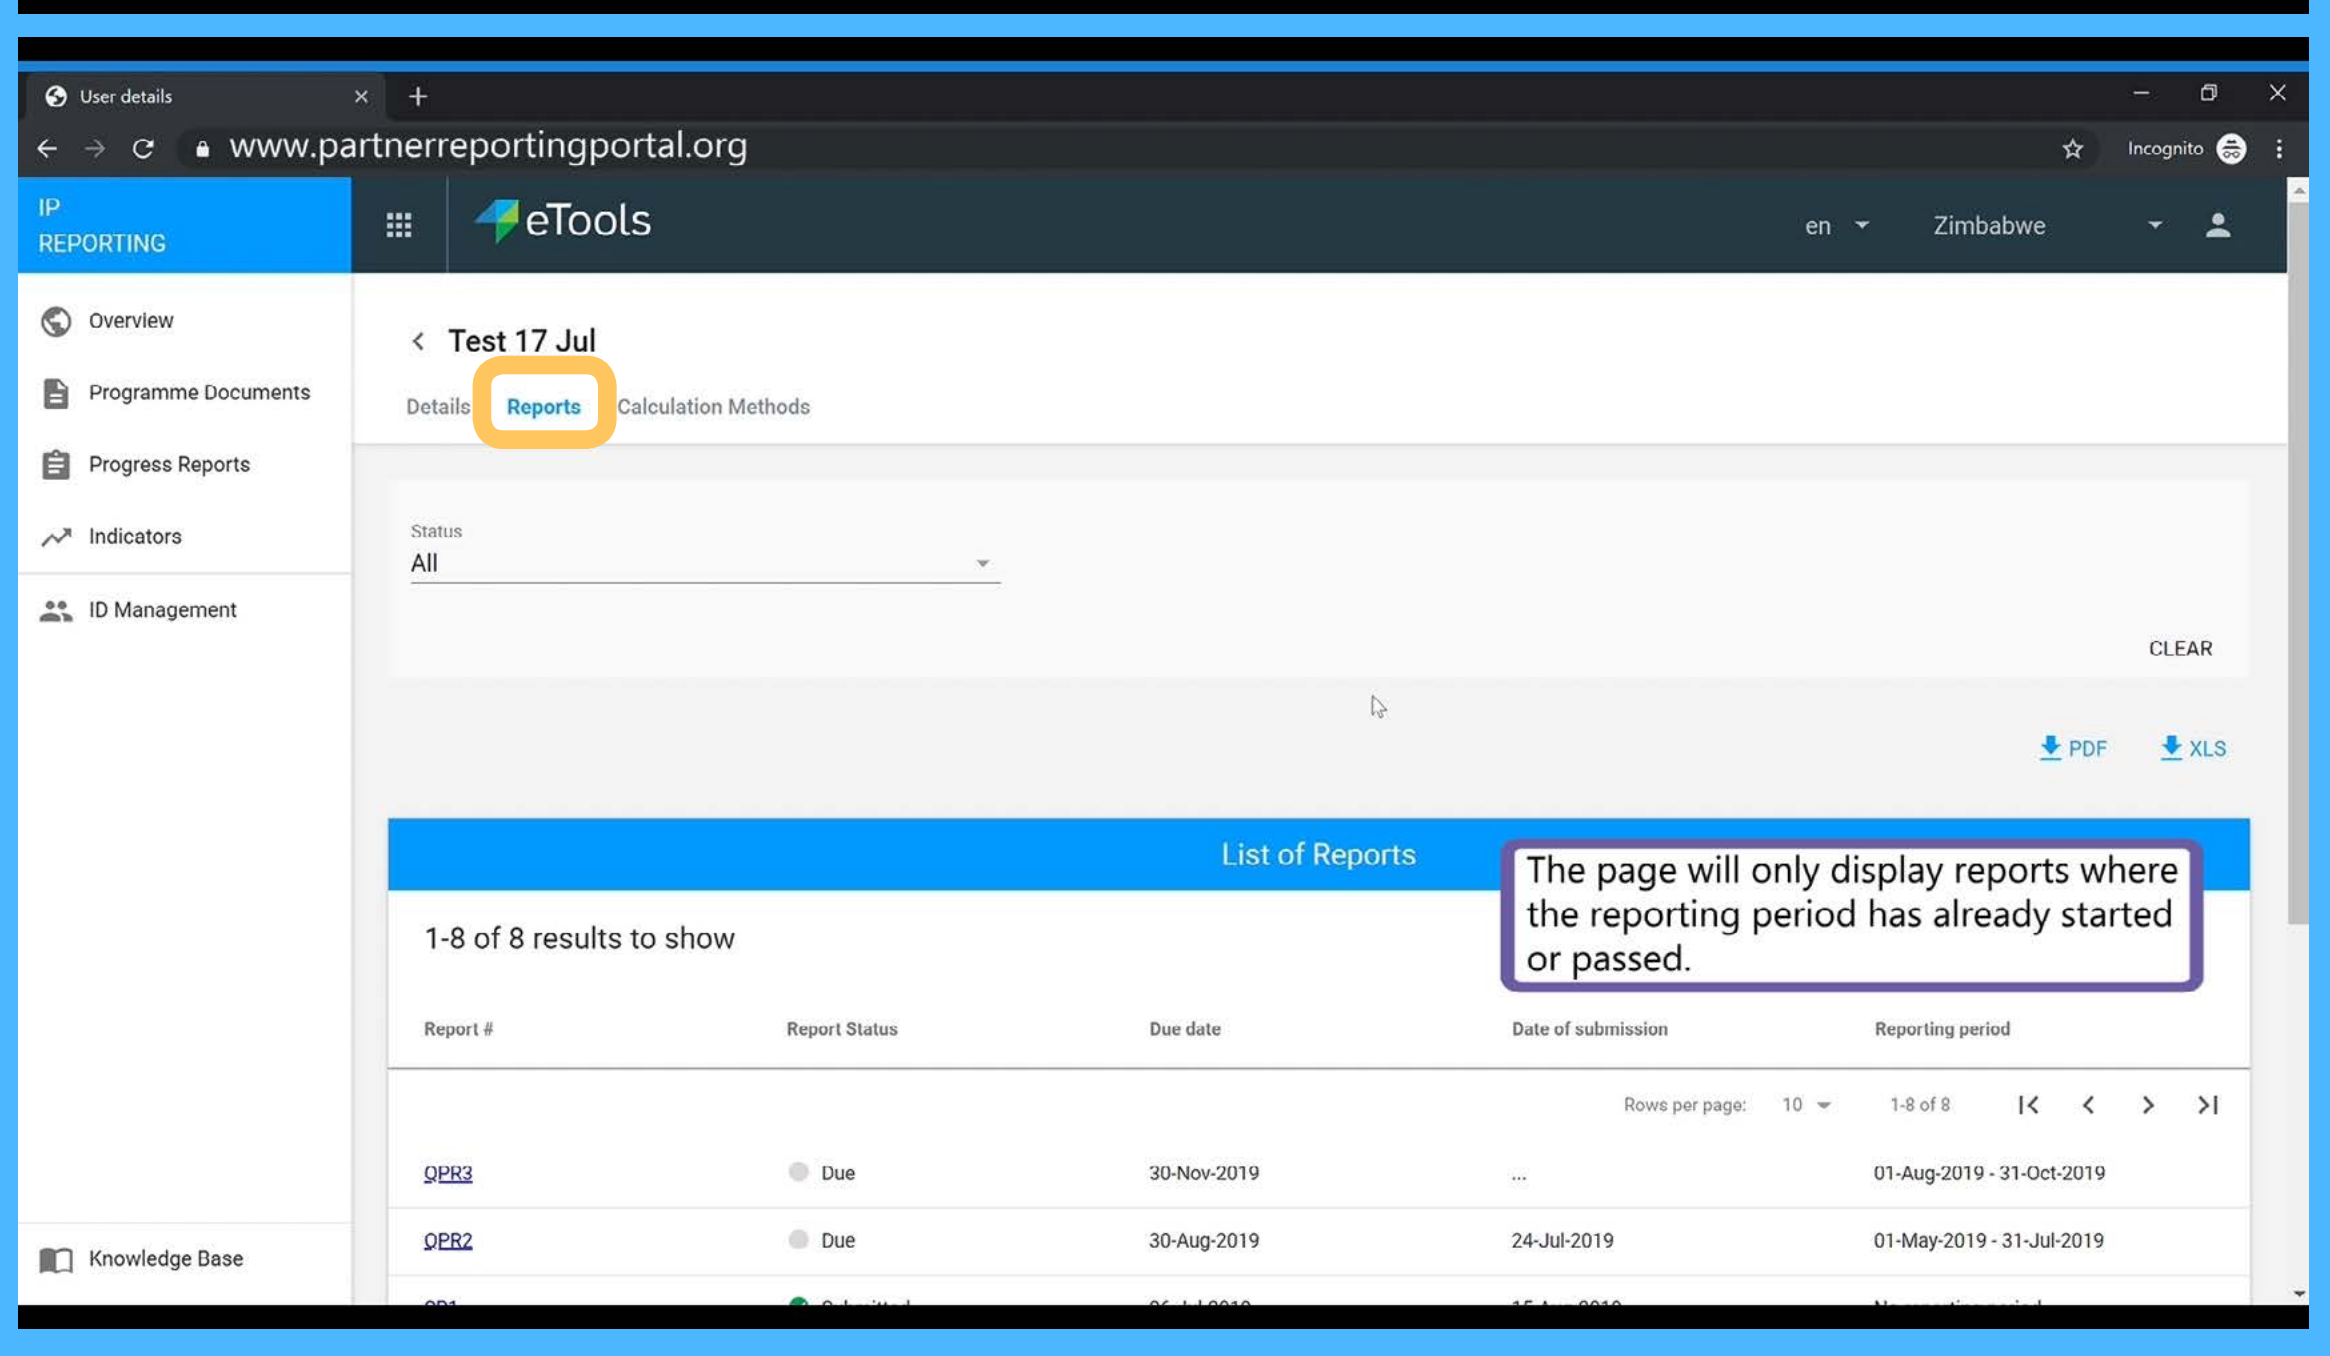 User details
www.partnerreportingportal.org
Incognito
IP
REPORTING
eTools
en
Zimbabwe
Overview
Programme Documents
Progress Reports
Indicators
ID Management
Knowledge Base
Test 17 Jul
Details Reports Calculation Methods
Status
All
CLEAR
PDF XLS
List of Reports
The page will only display reports where
the reporting period has already started
or passed.
1-8 of 8 results to show
Report # Report Status Due date Date of submission Reporting period
Rows per page: 10 1-8 of 8
QPR3 Due 30-Nov-2019 ... 01-Aug-2019 - 31-Oct-2019
QPR2 Due 30-Aug-2019 24-Jul-2019 01-May-2019 - 31-Jul-2019